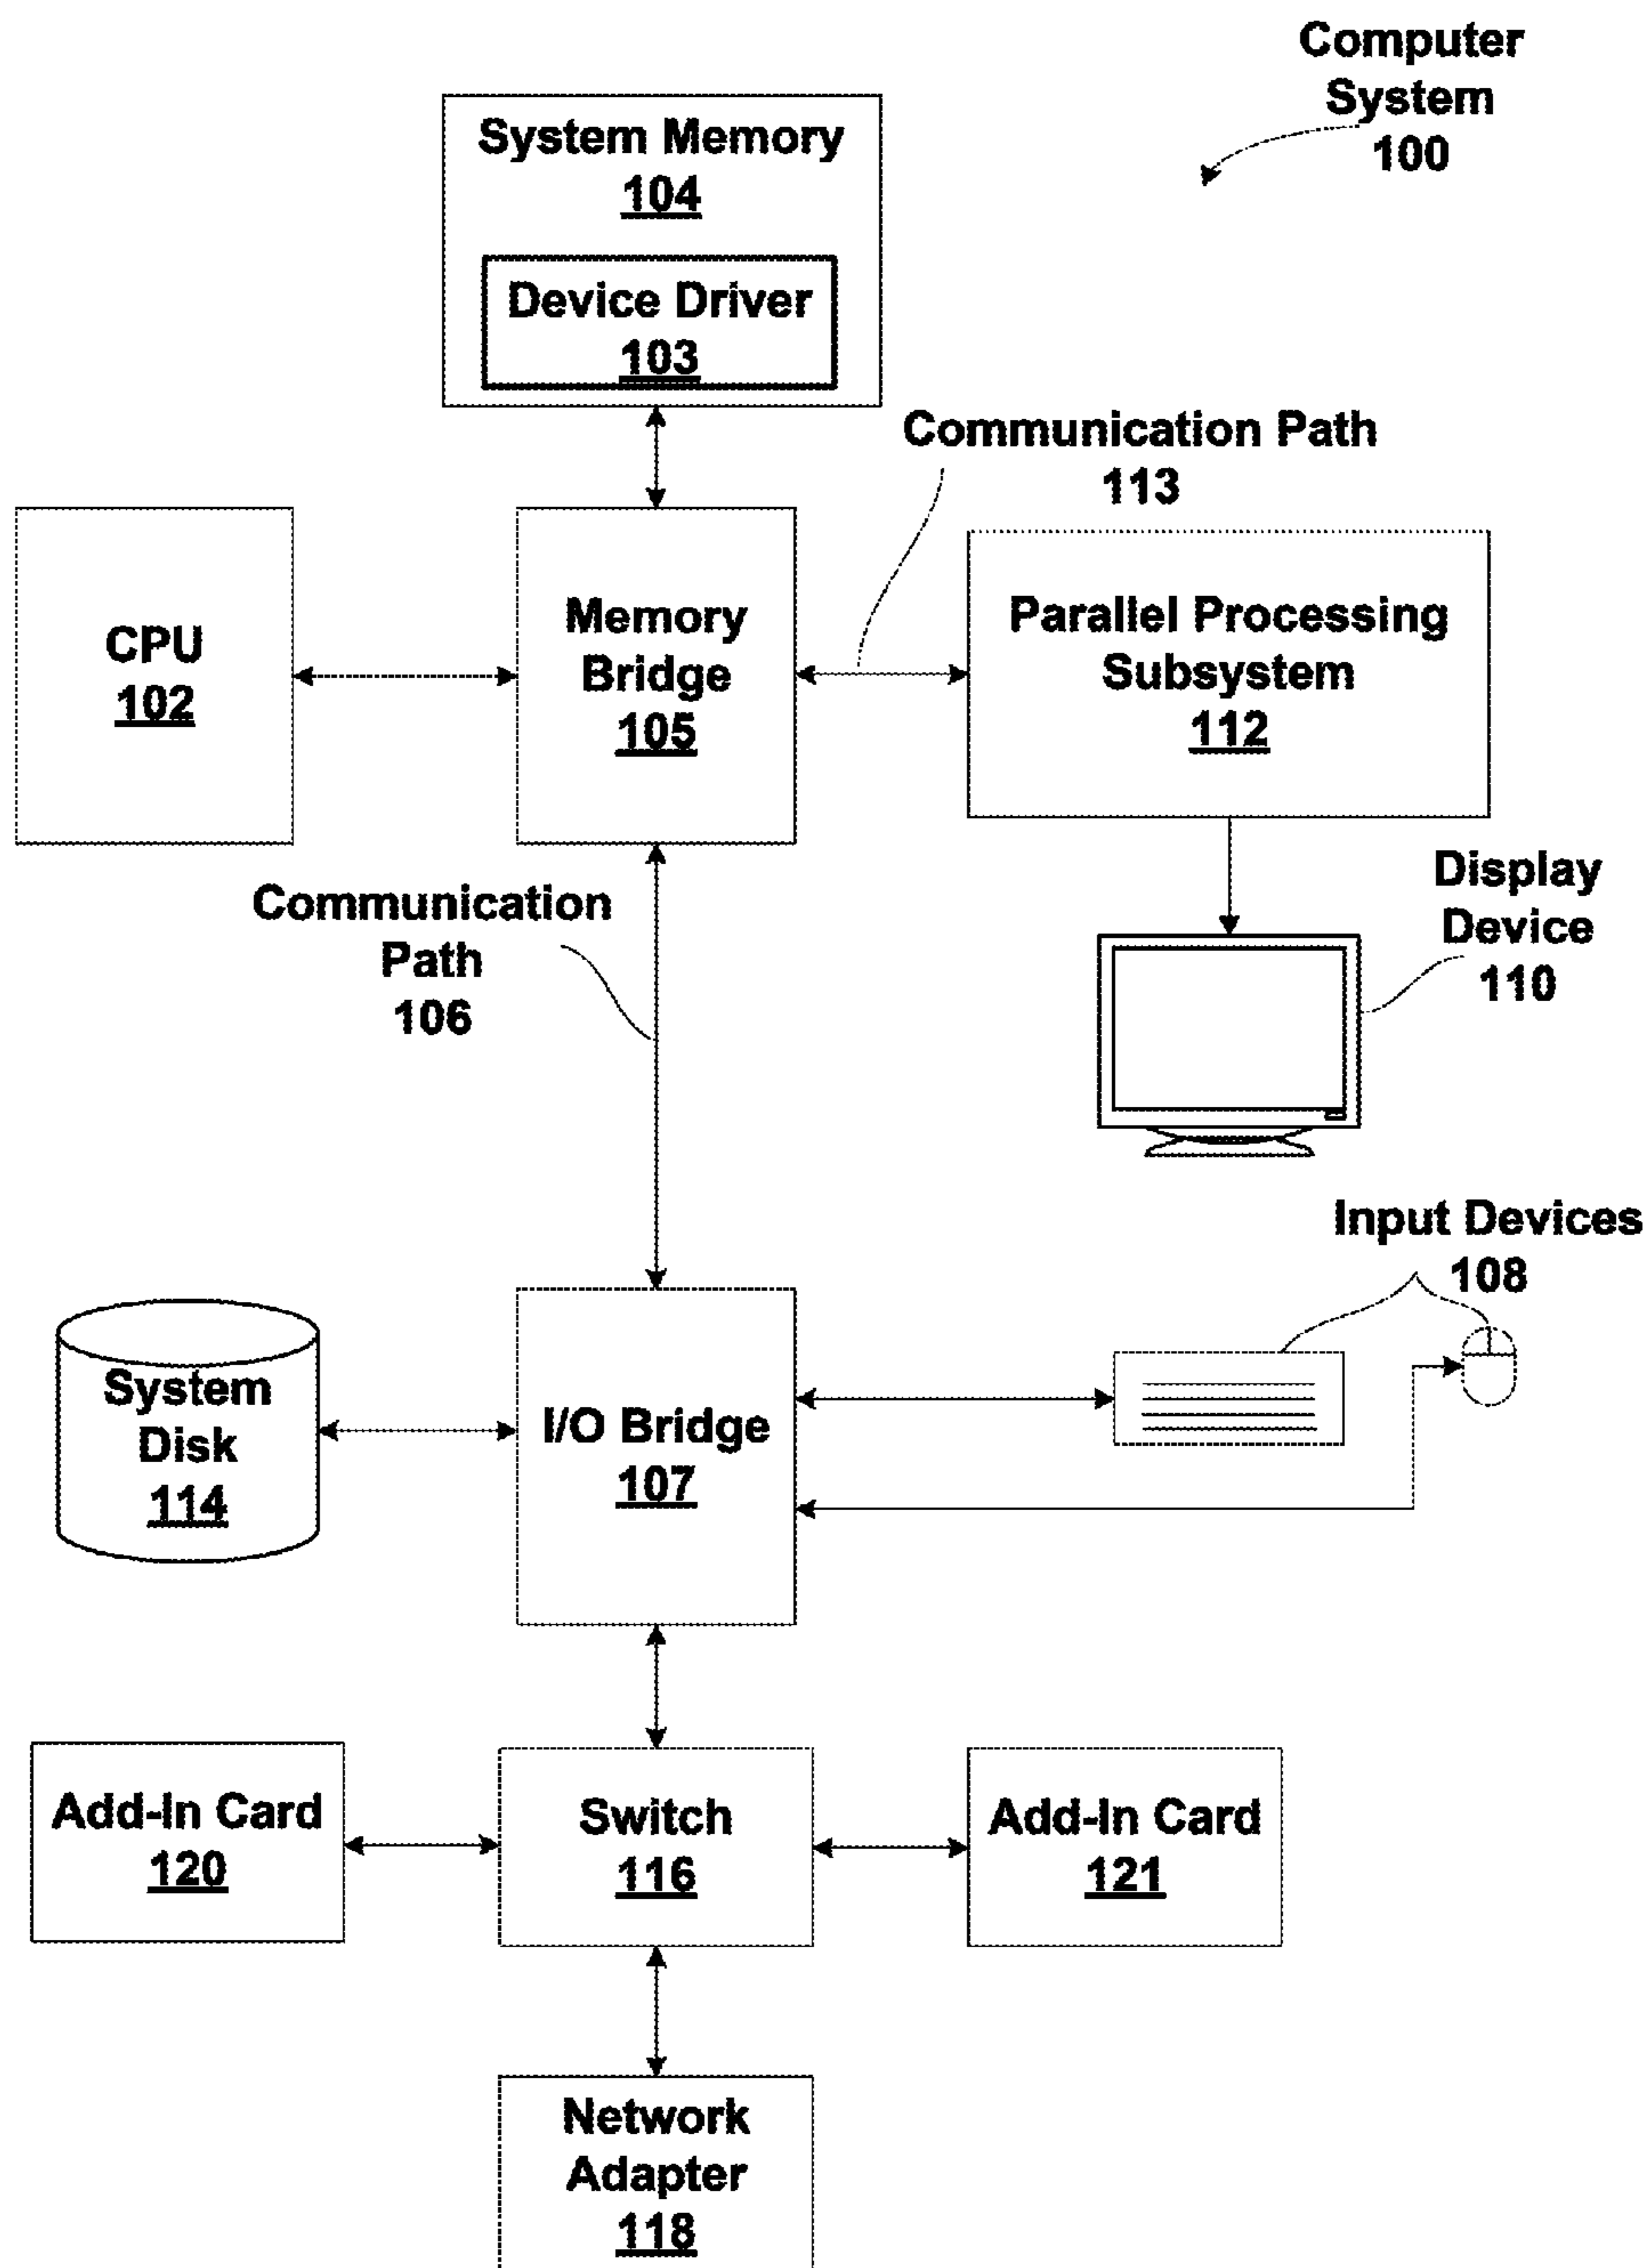 Computer
System
100
System Memory
104
Device Driver
103
Communication Path
113
CPU
102
Memory
Bridge
105
Parallel Processing
Subsystem
112
Communication
Path
106
Display
Device
110
Input Devices
108
System
Disk
114
I/O Bridge
107
Add-In Card
120
Switch
116
Add-In Card
121
Network
Adapter
118